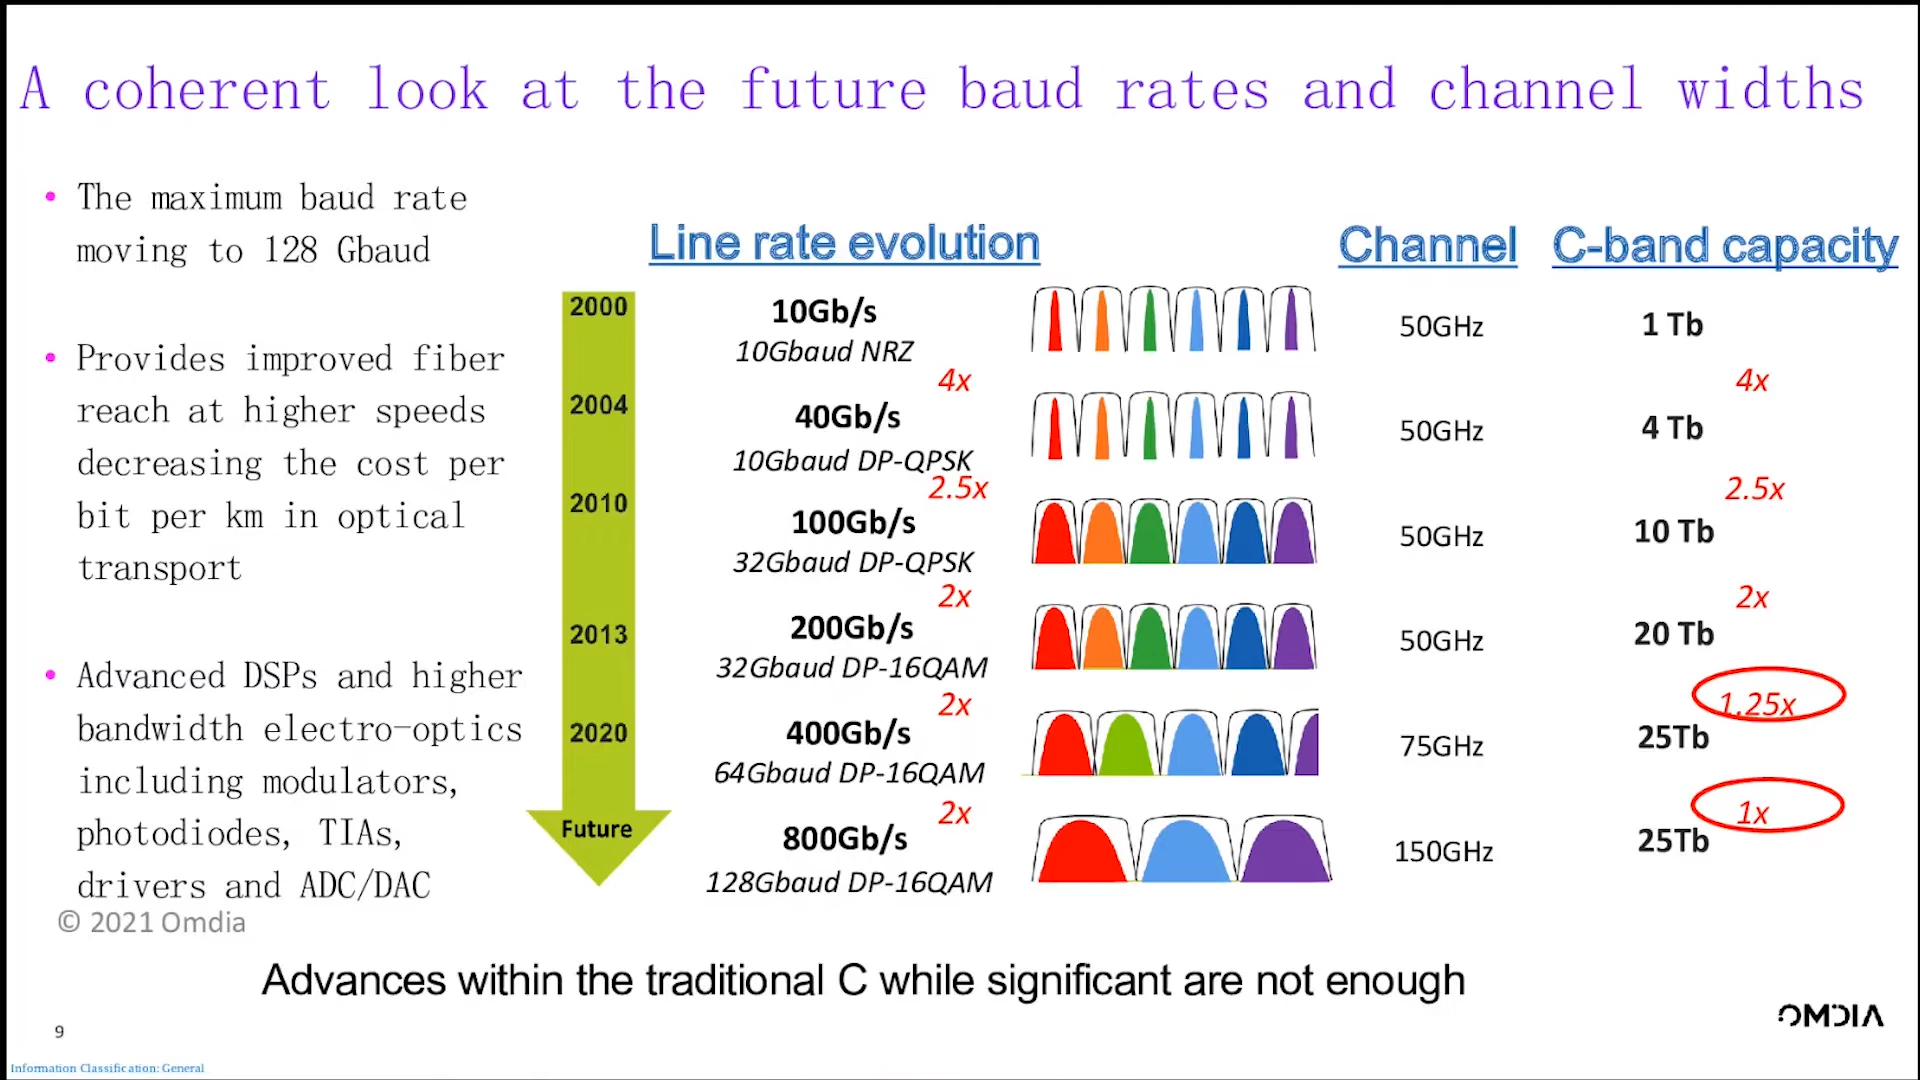 A coherent look at the future baud rates and channel widths
• The maximum baud rate
moving to 128 Gbaud
• Provides improved fiber
reach at higher speeds
decreasing the cost per
bit per km in optical
transport
• Advanced DSPs and higher
bandwidth electro-optics
including modulators,
photodiodes, TIAs,
drivers and ADC/DAC
© 2021 Omdia
Line rate evolution
Channel
C-band capacity
2000
10Gb/s
10Gbaud NRZ
50GHz
1 Tb
4x
4x
2004
40Gb/s
10Gbaud DP-QPSK
50GHz
4 Tb
2.5x
2.5x
2010
100Gb/s
32Gbaud DP-QPSK
50GHz
10 Tb
2x
2x
2013
200Gb/s
32Gbaud DP-16QAM
50GHz
20 Tb
2x
1.25x
2020
400Gb/s
64Gbaud DP-16QAM
75GHz
25Tb
2x
1x
Future
800Gb/s
128Gbaud DP-16QAM
150GHz
25Tb
Advances within the traditional C while significant are not enough
9
OMDIA
Information Classification: General